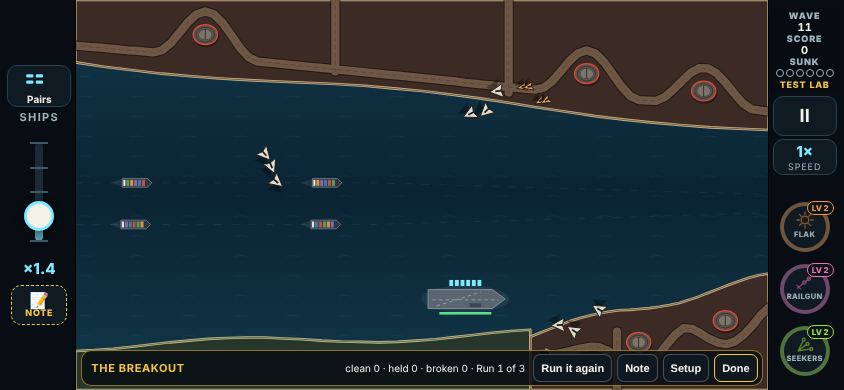 Pairs
SHIPS
×1.4
NOTE
WAVE
11
SCORE
0
SUNK
TEST LAB
1×
SPEED
LV 2
FLAK
LV 2
RAILGUN
LV 2
SEEKERS
THE BREAKOUT
clean 0 · held 0 · broken 0 · Run 1 of 3
Run it again
Note
Setup
Done